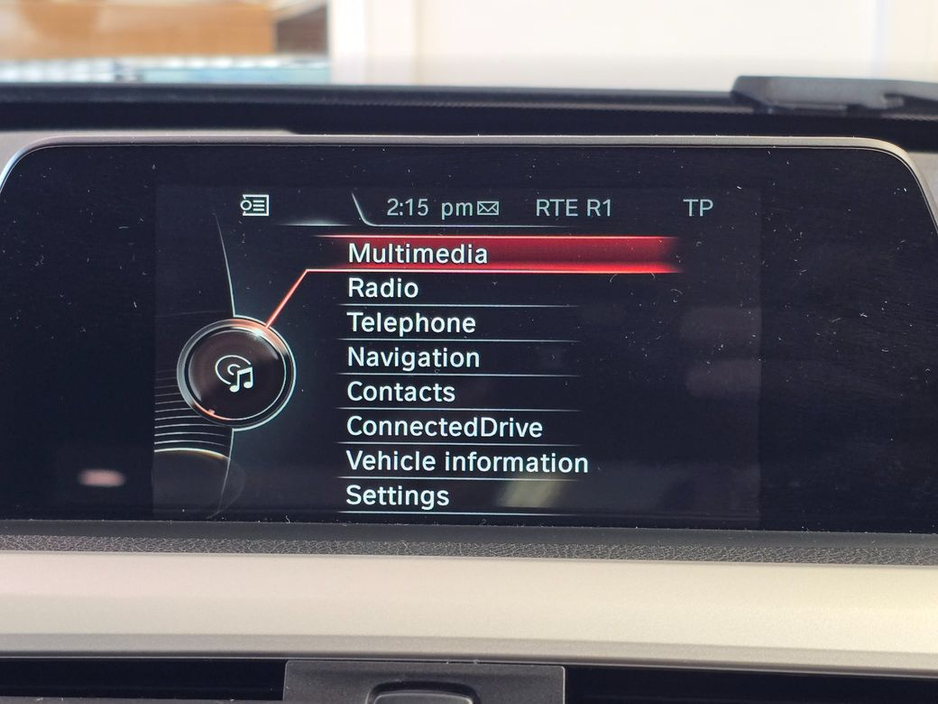 2:15 pm RTE R1 TP
Multimedia
Radio
Telephone
Navigation
Contacts
ConnectedDrive
Vehicle information
Settings